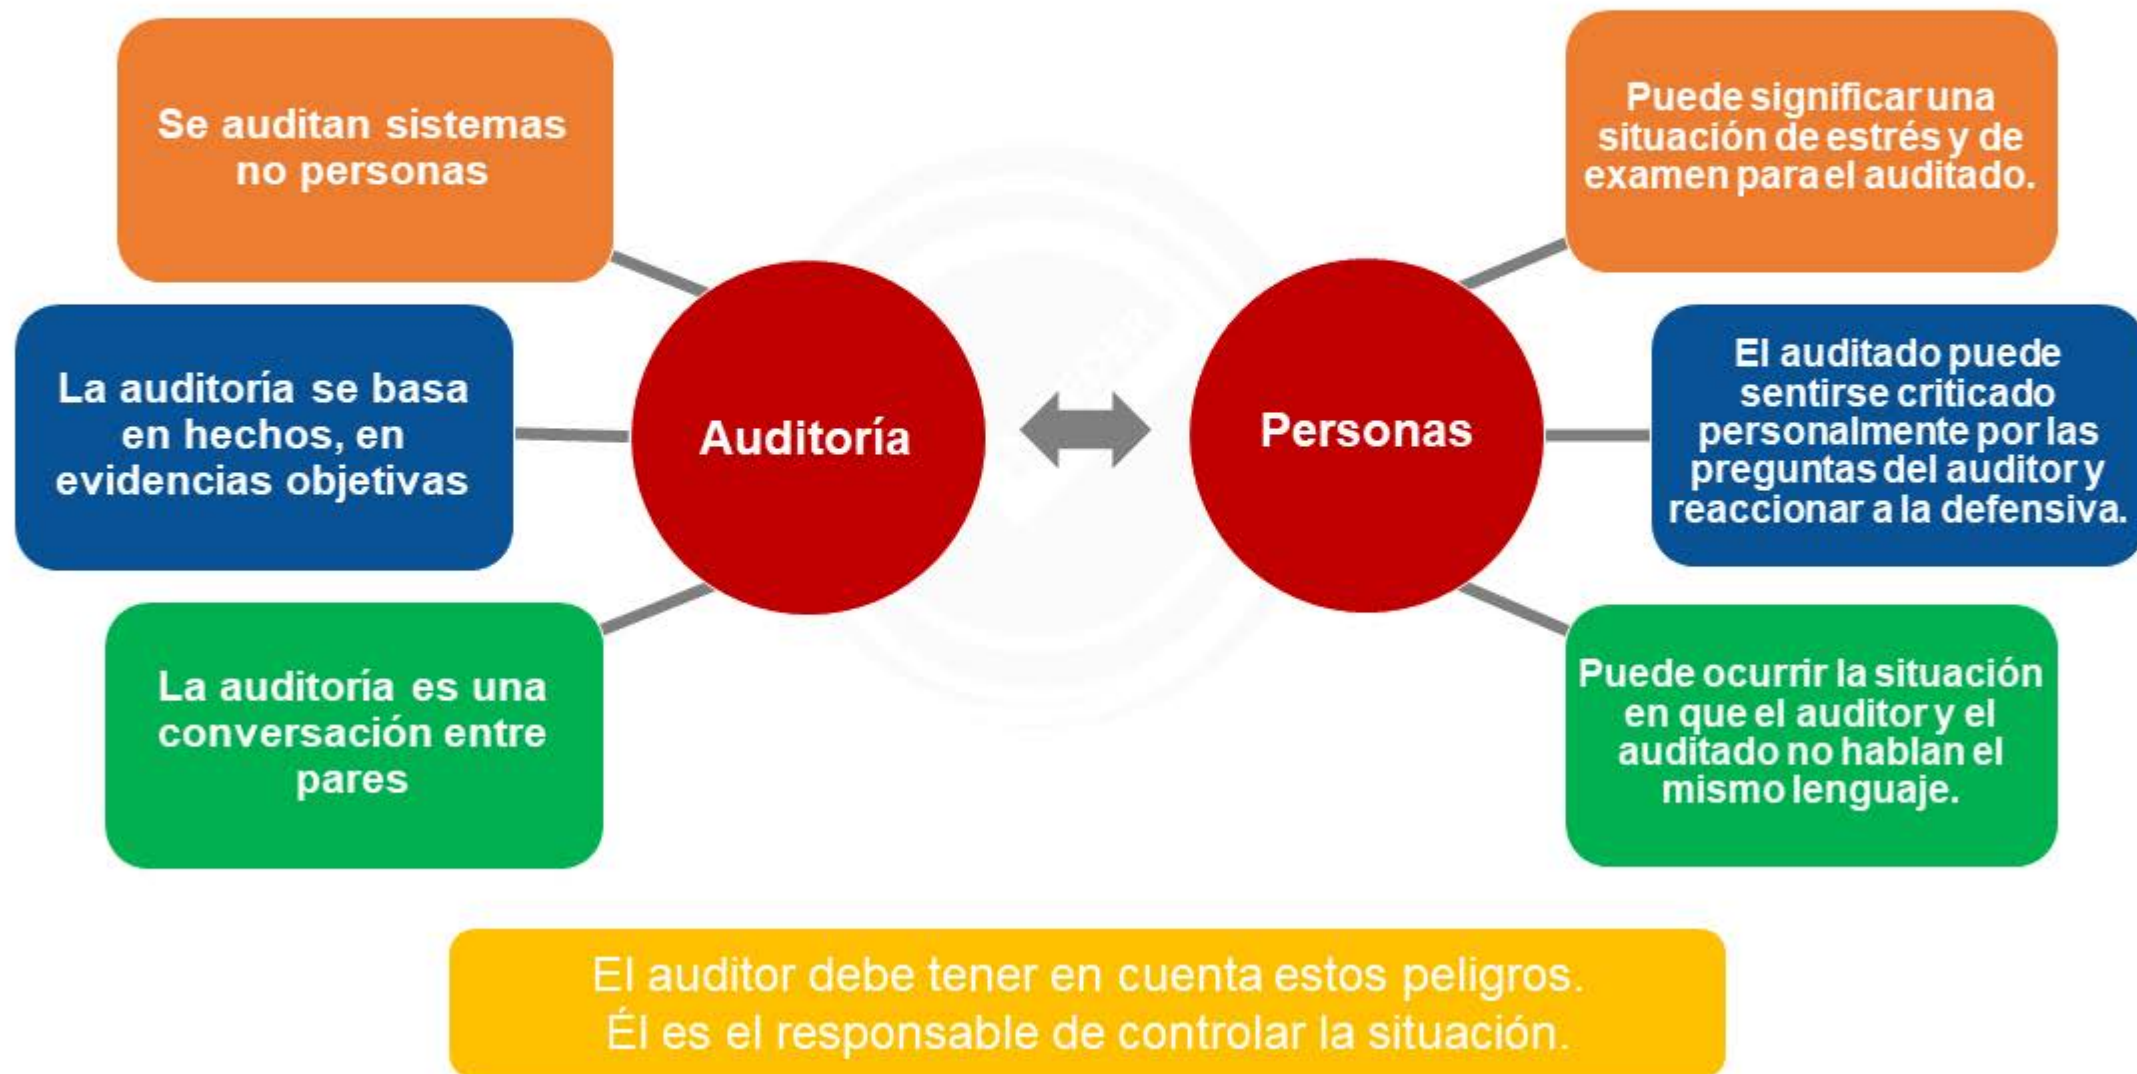 Se auditan sistemas
no personas
La auditoría se basa
en hechos, en
evidencias objetivas
La auditoría es una
conversación entre
pares
Auditoría
Personas
Puede significar una
situación de estrés y de
examen para el auditado.
El auditado puede
sentirse criticado
personalmente por las
preguntas del auditor y
reaccionar a la defensiva.
Puede ocurrir la situación
en que el auditor y el
auditado no hablan el
mismo lenguaje.
El auditor debe tener en cuenta estos peligros.
Él es el responsable de controlar la situación.